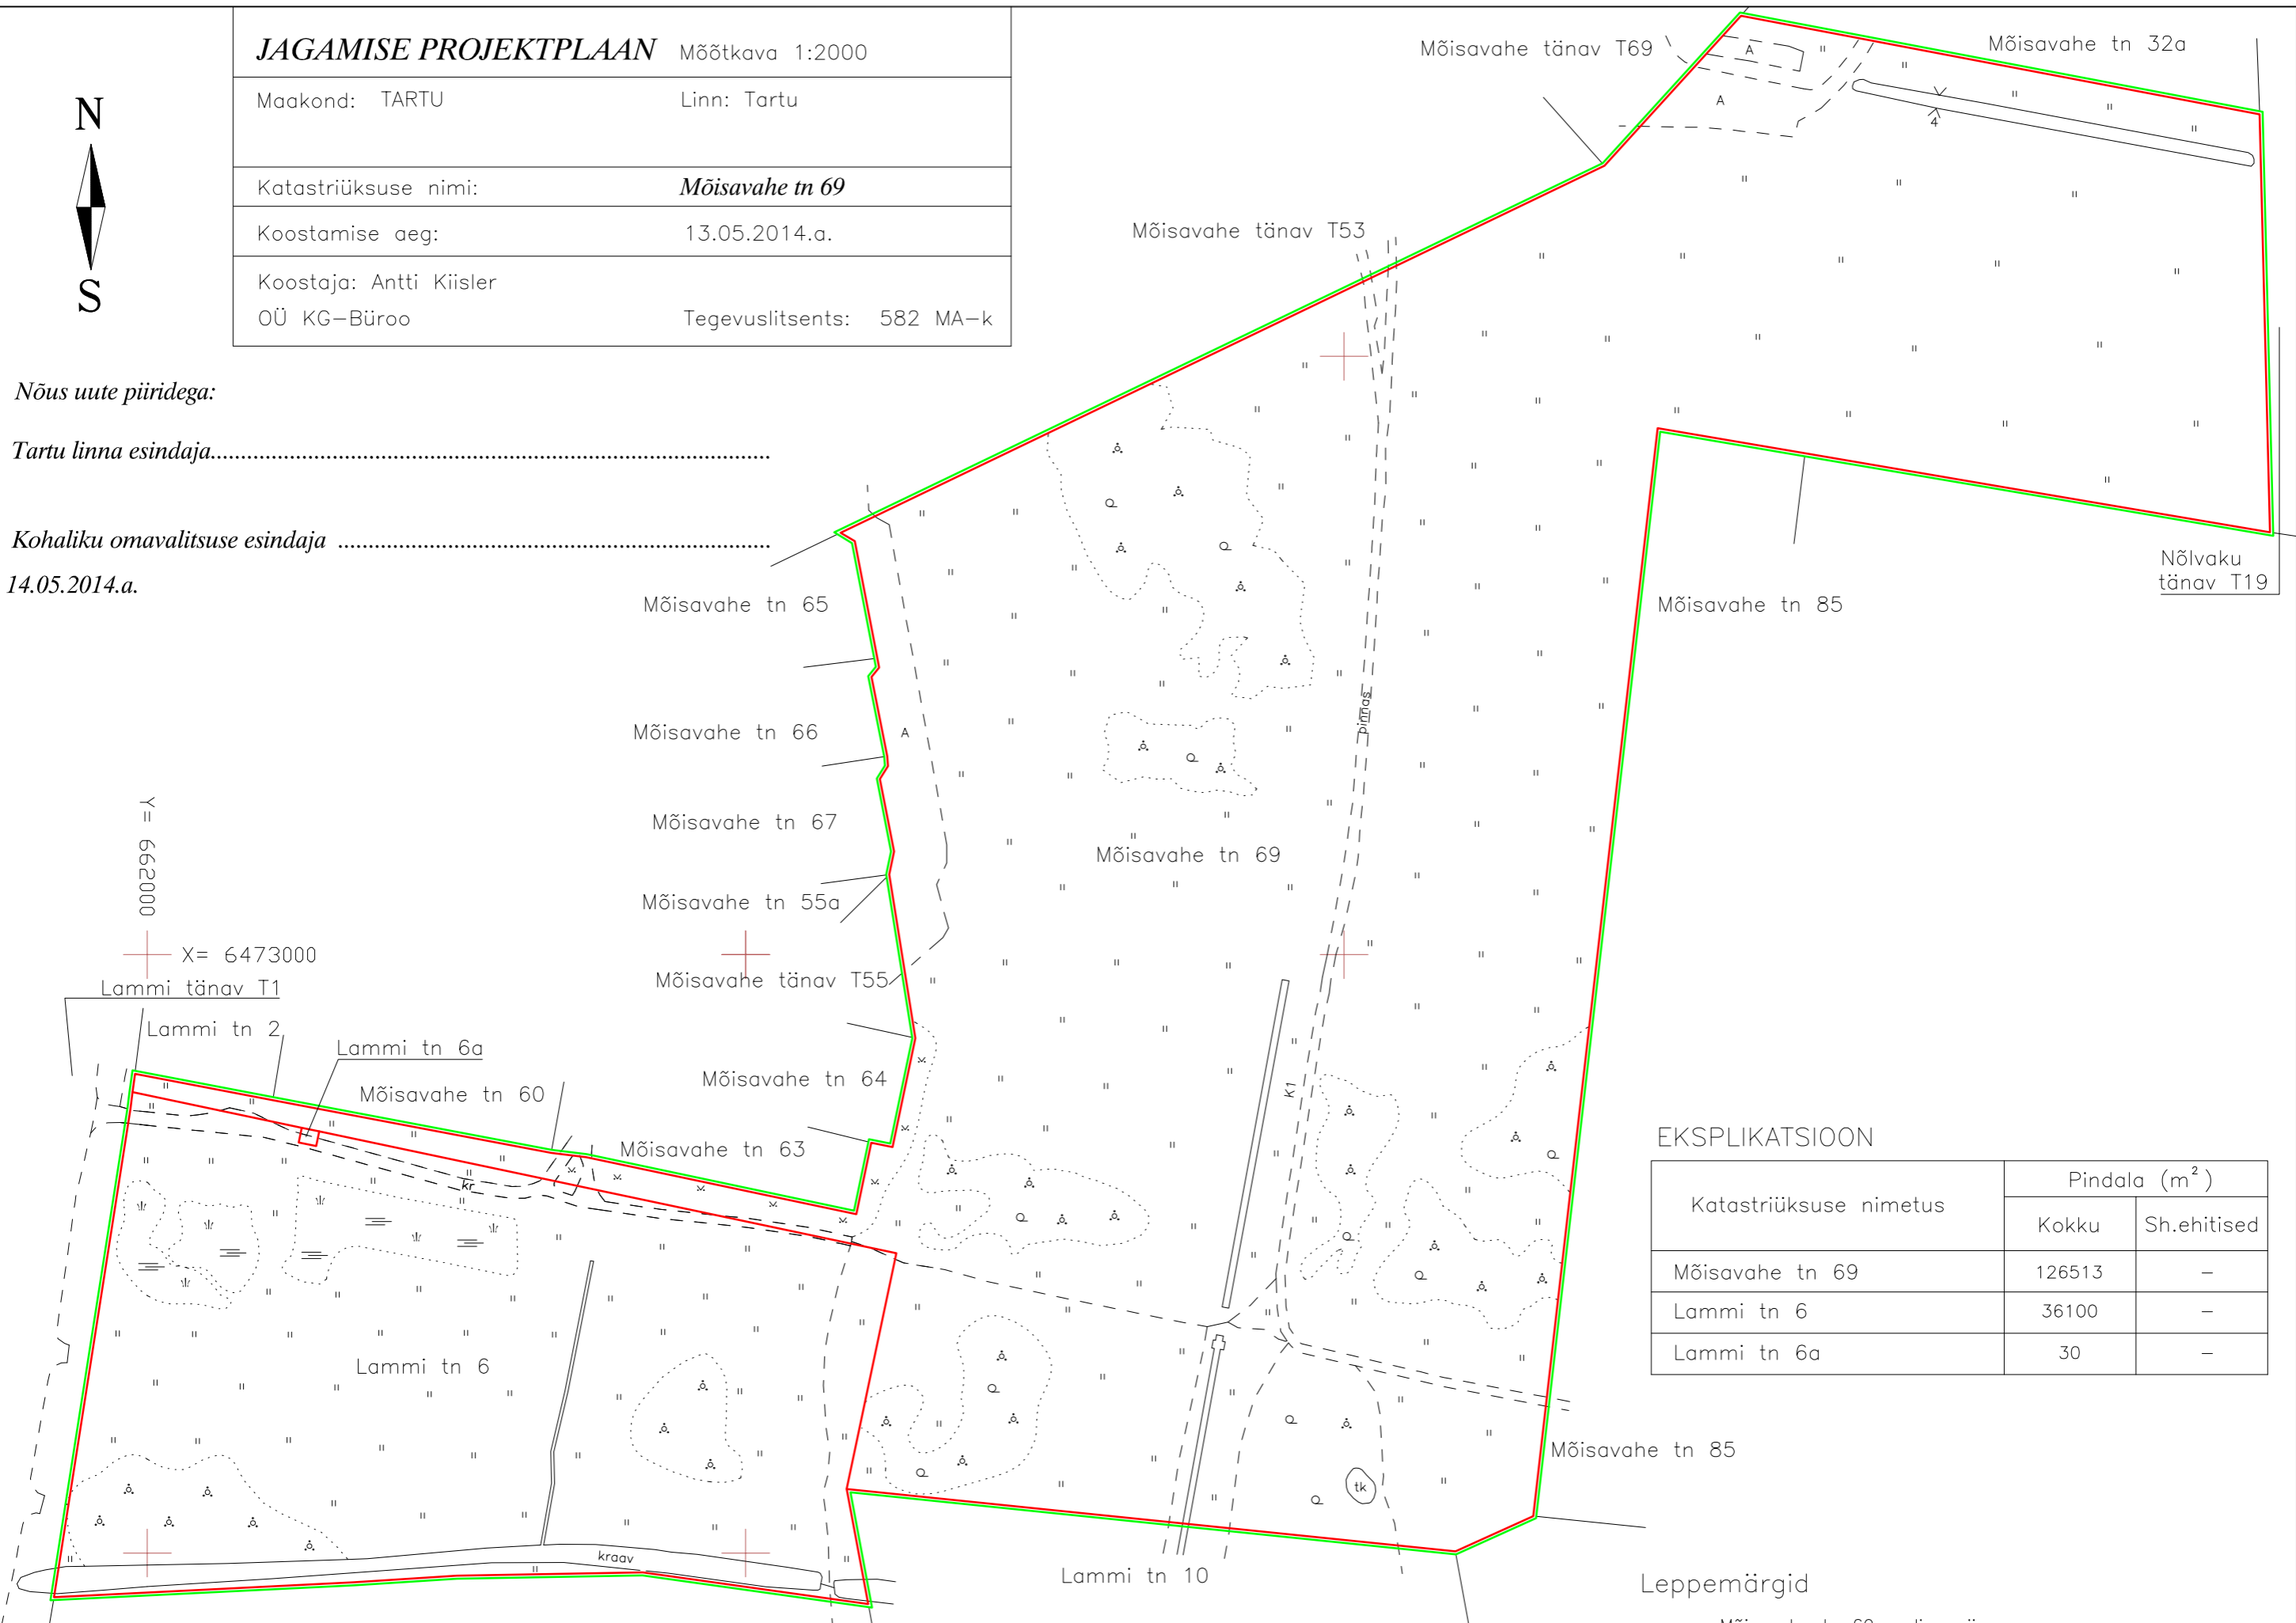 JAGAMISE PROJEKTPLAAN Mõõtkava 1:2000
Maakond: TARTU Linn: Tartu
Katastriüksuse nimi: Mõisavahe tn 69
Koostamise aeg: 13.05.2014.a.
Koostaja: Antti Kiisler
OÜ KG-Büroo Tegevuslitsents: 582 MA-k
N
S
Nõus uute piiridega:
Tartu linna esindaja
Kohaliku omavalitsuse esindaja
14.05.2014.a.
Mõisavahe tänav T69
Mõisavahe tn 32a
A
A
4
Mõisavahe tänav T53
Nõlvaku
tänav T19
Mõisavahe tn 85
Mõisavahe tn 65
Mõisavahe tn 66
A
pinnas
Mõisavahe tn 67
Mõisavahe tn 69
Mõisavahe tn 55a
Y= 662000
X= 6473000
Mõisavahe tänav T55
Lammi tänav T1
Lammi tn 2
Lammi tn 6a
Mõisavahe tn 64
Mõisavahe tn 60
K1
Mõisavahe tn 63
kr
EKSPLIKATSIOON
Katastriüksuse nimetus Pindala (m²)
Kokku Sh.ehitised
Mõisavahe tn 69 126513 –
Lammi tn 6 36100 –
Lammi tn 6a 30 –
Lammi tn 6
Mõisavahe tn 85
tk
kraav
Lammi tn 10
Leppemärgid